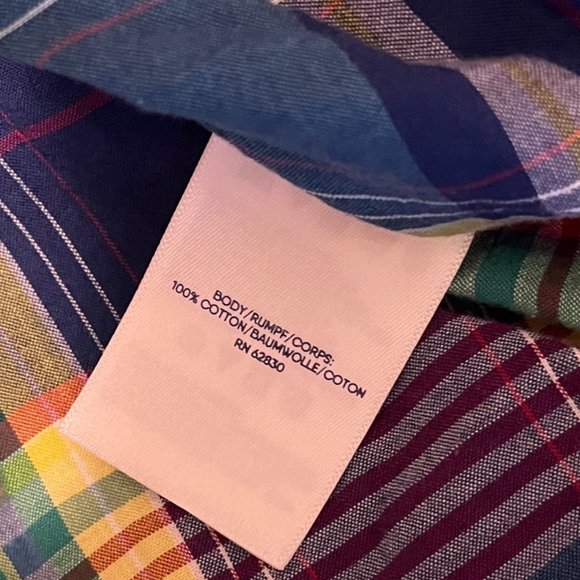 BODY/RUMPF/CORPS:
100% COTTON/BAUMWOLLE/COTON
RN 62830